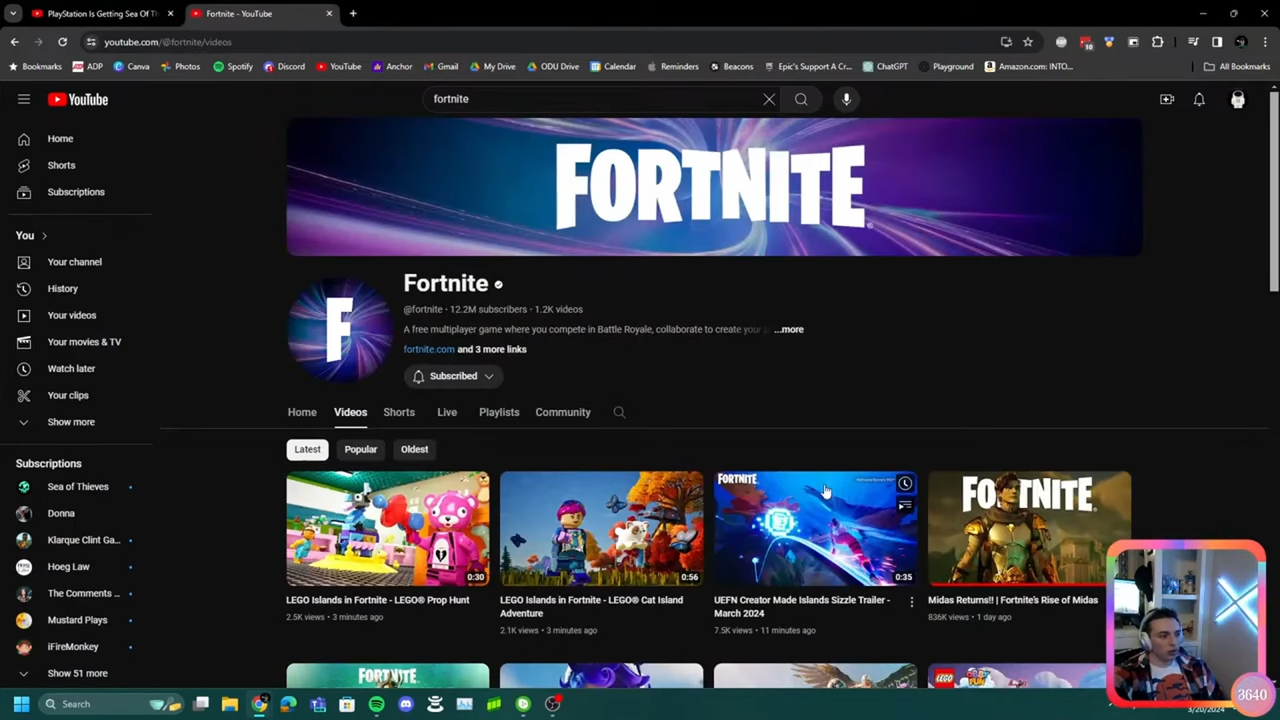 PlayStation Is Getting Sea Of Th
Fortnite - YouTube
youtube.com/@fortnite/videos
Bookmarks
ADP
Canva
Photos
Spotify
Discord
YouTube
Anchor
Gmail
My Drive
ODU Drive
Calendar
Reminders
Beacons
Epic's Support A Cr...
ChatGPT
Playground
Amazon.com: INTO...
All Bookmarks
10
YouTube
fortnite
Home
Shorts
Subscriptions
You
Your channel
History
Your videos
Your movies & TV
Watch later
Your clips
Show more
Subscriptions
Sea of Thieves
Donna
Klarque Clint Ga...
Hoeg Law
The Comments ...
Mustard Plays
iFireMonkey
Show 51 more
FORTNITE
F
Fortnite
@fortnite · 12.2M subscribers · 1.2K videos
A free multiplayer game where you compete in Battle Royale, collaborate to create your ...more
fortnite.com and 3 more links
Subscribed
Home Videos Shorts Live Playlists Community
Latest Popular Oldest
0:30
LEGO Islands in Fortnite - LEGO® Prop Hunt
2.5K views · 3 minutes ago
0:56
LEGO Islands in Fortnite - LEGO® Cat Island
Adventure
2.1K views · 3 minutes ago
FORTNITE
0:35
UEFN Creator Made Islands Sizzle Trailer -
March 2024
7.5K views · 11 minutes ago
FORTNITE
Midas Returns!! | Fortnite's Rise of Midas
836K views · 1 day ago
FORTNITE
LEGO
Search
3/20/2024
3640